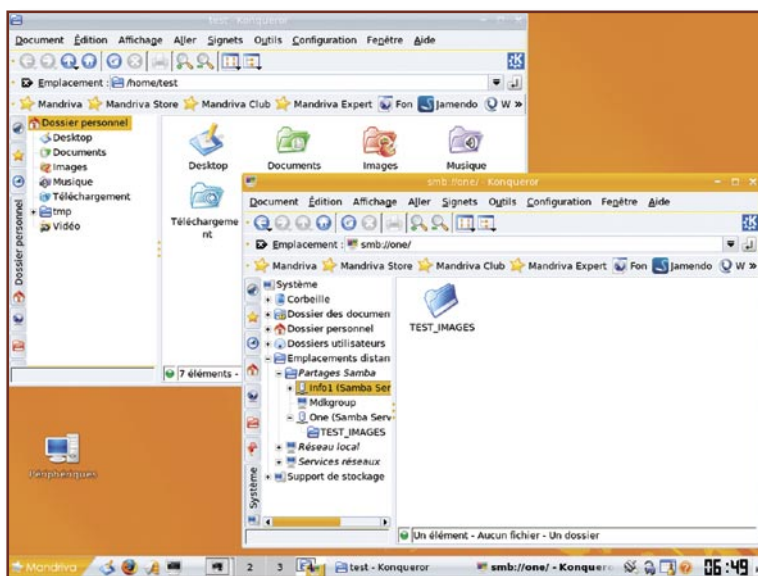 test - Konqueror
Document Édition Affichage Aller Signets Outils Configuration Fenêtre Aide
Emplacement : /home/test
Mandriva Mandriva Store Mandriva Club Mandriva Expert Fon Jamendo W »
Dossier personnel
Dossier personnel
Desktop
Documents
Images
Musique
Téléchargement
tmp
Vidéo
Desktop
Documents
Images
Musique
Téléchargeme
nt
7 éléments -
smb://one/ - Konqueror
Document Édition Affichage Aller Signets Outils Configuration Fenêtre Aide
Emplacement : smb://one/
Mandriva Mandriva Store Mandriva Club Mandriva Expert Fon Jamendo W »
Système
Système
Corbeille
Dossier des documen
Dossier personnel
Dossiers utilisateurs
Emplacements distan
Partages Samba
Info1 (Samba Ser
Mdkgroup
One (Samba Serv
TEST_IMAGES
Réseau local
Services réseaux
Support de stockage
TEST_IMAGES
Un élément - Aucun fichier - Un dossier
Périphériques
Mandriva 2 3 4 test - Konqueror smb://one/ - Konquero 06:49